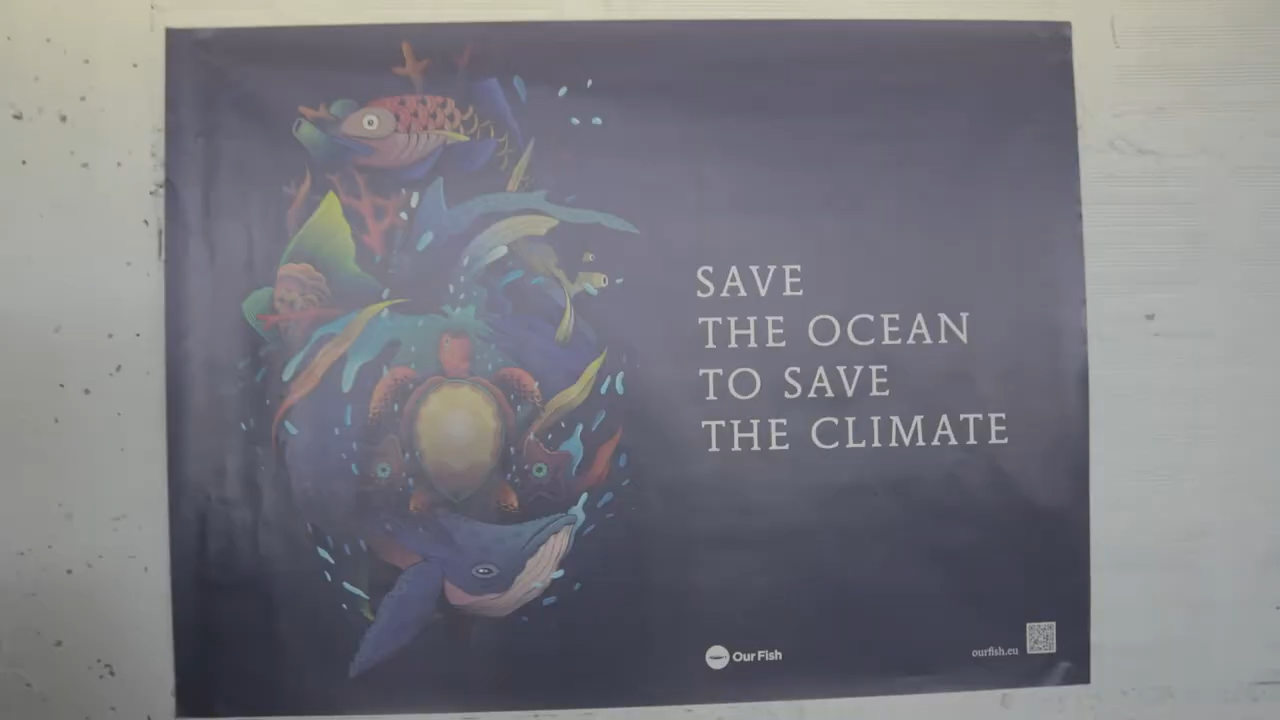 SAVE
THE OCEAN
TO SAVE
THE CLIMATE
Our Fish
ourfish.eu